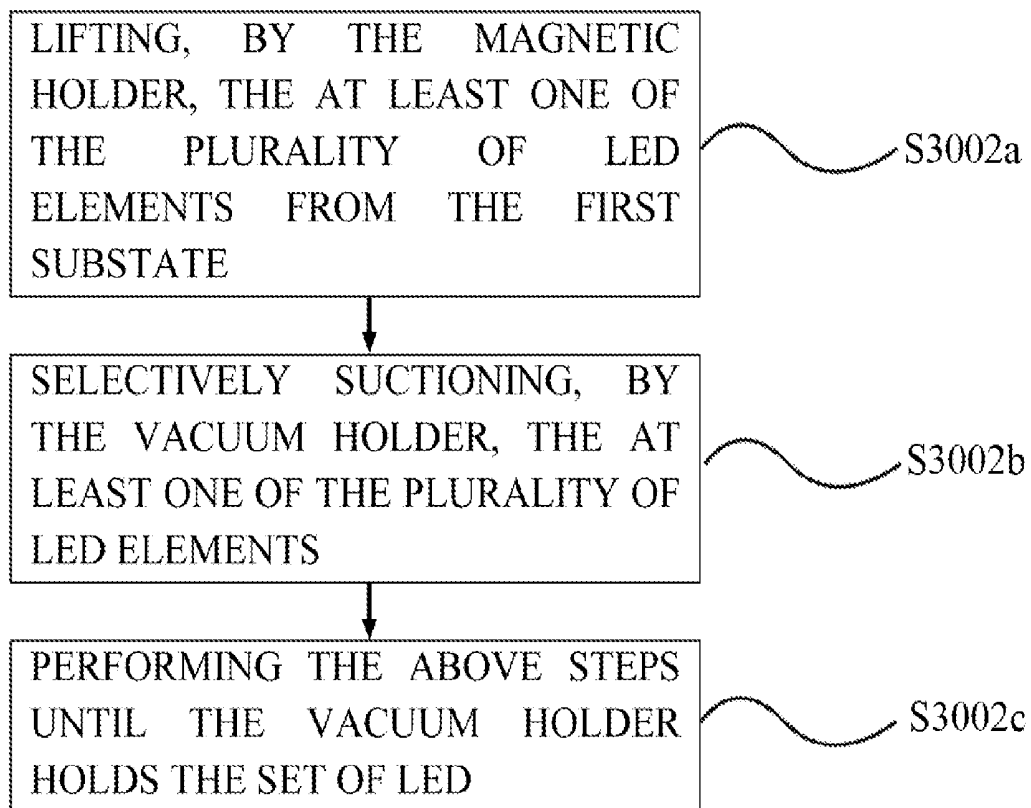 LIFTING, BY THE MAGNETIC
HOLDER, THE AT LEAST ONE OF
THE PLURALITY OF LED
ELEMENTS FROM THE FIRST
SUBSTATE
S3002a
SELECTIVELY SUCTIONING, BY
THE VACUUM HOLDER, THE AT
LEAST ONE OF THE PLURALITY OF
LED ELEMENTS
S3002b
PERFORMING THE ABOVE STEPS
UNTIL THE VACUUM HOLDER
HOLDS THE SET OF LED
S3002c